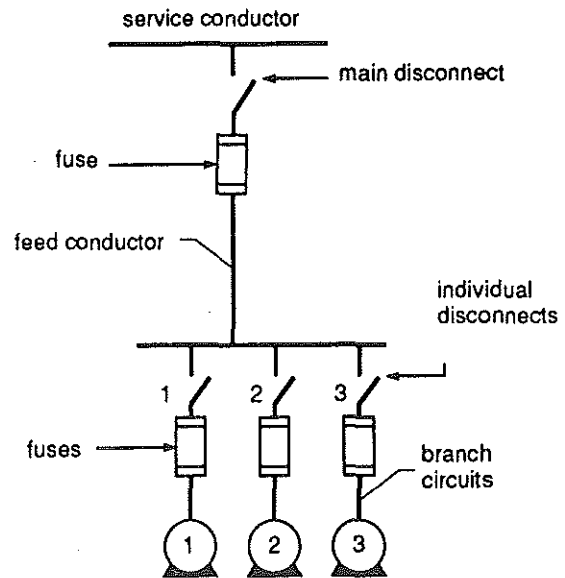 service conductor
main disconnect
fuse
feed conductor
individual
disconnects
1 2 3
fuses
branch
circuits
1 2 3